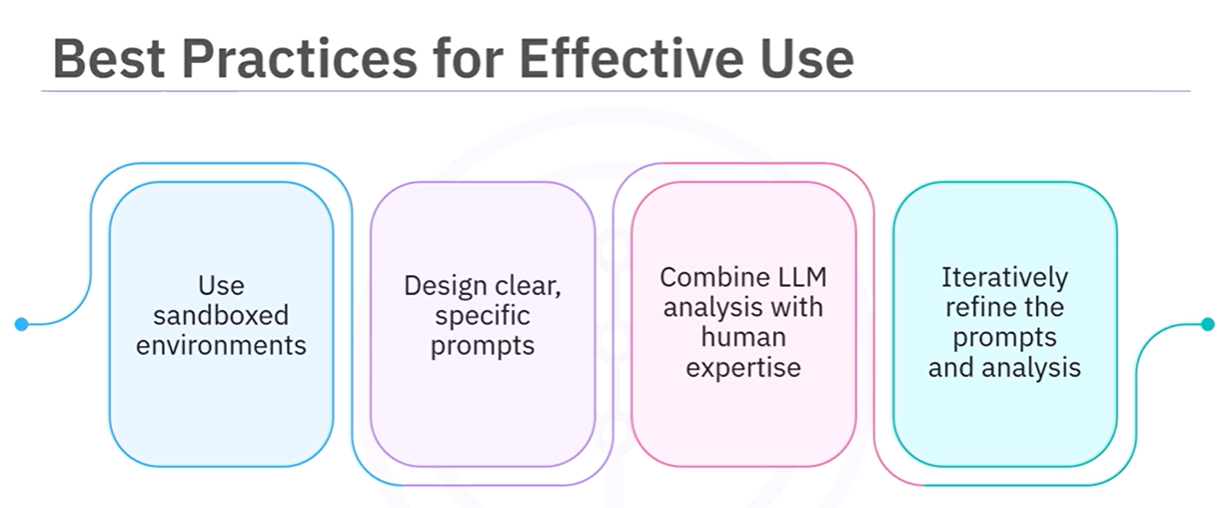 Best Practices for Effective Use
Use
sandboxed
environments
Design clear,
specific
prompts
Combine LLM
analysis with
human
expertise
Iteratively
refine the
prompts
and analysis